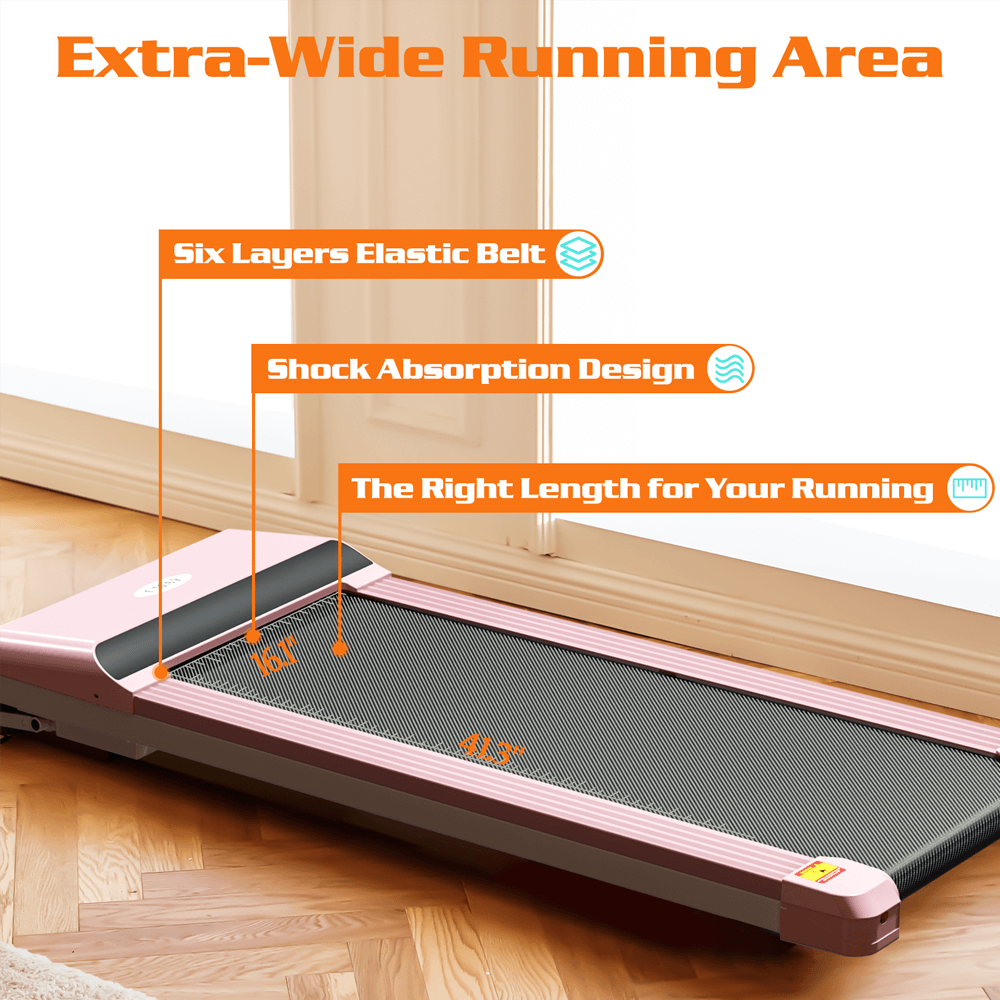 Extra-Wide Running Area
Six Layers Elastic Belt
Shock Absorption Design
The Right Length for Your Running
16.1"
41.3"